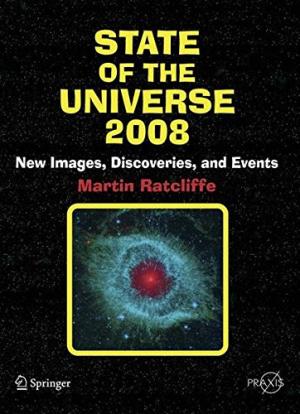 STATE
OF THE
UNIVERSE
2008
New Images, Discoveries, and Events
Martin Ratcliffe
Springer
PRAXIS